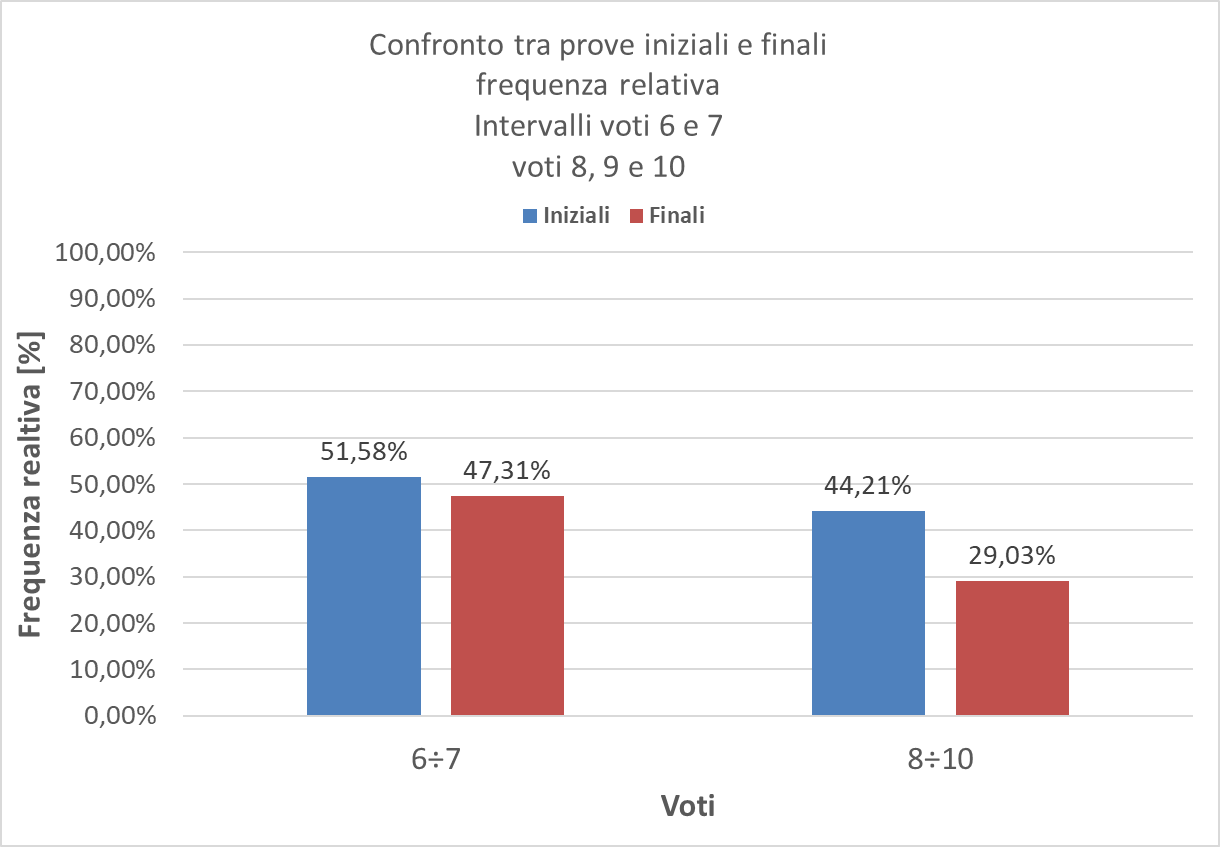 Confronto tra prove iniziali e finali
frequenza relativa
Intervalli voti 6 e 7
voti 8, 9 e 10
Iniziali Finali
100,00%
90,00%
80,00%
70,00%
60,00%
50,00%
40,00%
30,00%
20,00%
10,00%
0,00%
Frequenza realtiva [%]
51,58%
47,31%
44,21%
29,03%
6÷7
8÷10
Voti